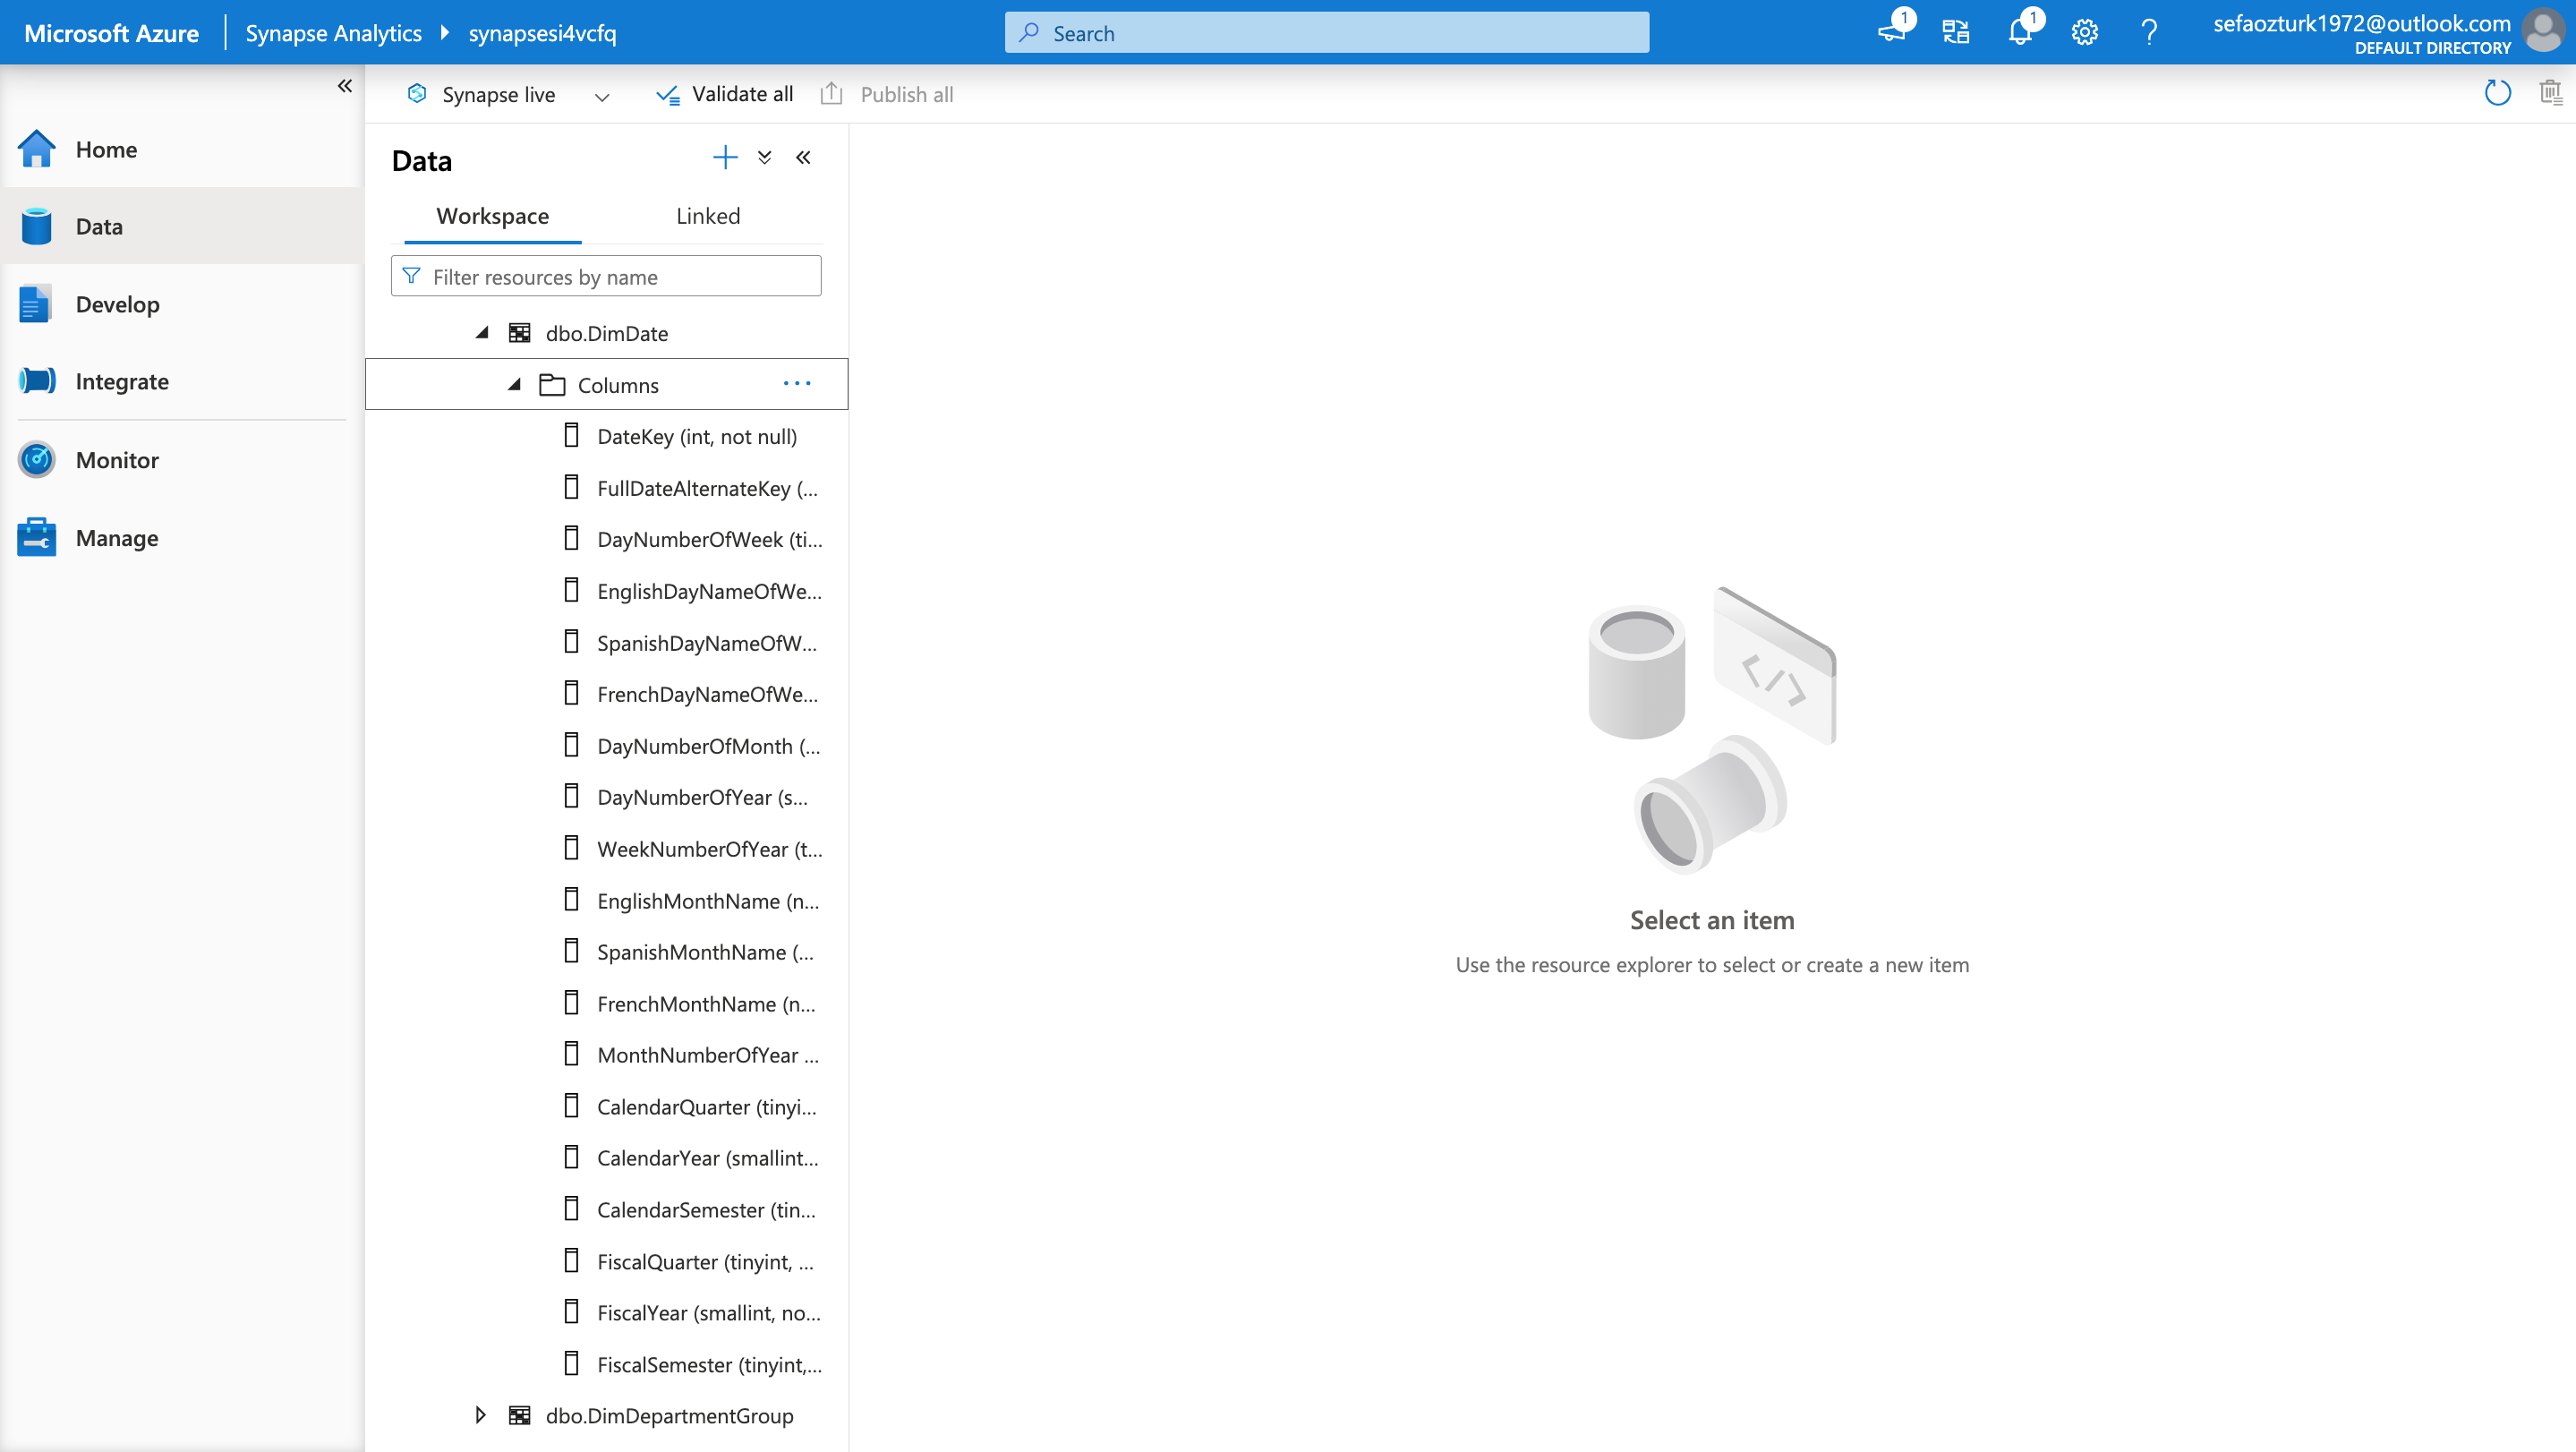 Microsoft Azure
Synapse Analytics
synapsesi4vcfq
Search
1
1
?
sefaozturk1972@outlook.com
DEFAULT DIRECTORY
Synapse live
Validate all
Publish all
Home
Data
Develop
Integrate
Monitor
Manage
Data
Workspace
Linked
Filter resources by name
dbo.DimDate
Columns
DateKey (int, not null)
FullDateAlternateKey (...
DayNumberOfWeek (ti...
EnglishDayNameOfWe...
SpanishDayNameOfW...
FrenchDayNameOfWe...
DayNumberOfMonth (...
DayNumberOfYear (s...
WeekNumberOfYear (t...
EnglishMonthName (n...
SpanishMonthName (...
FrenchMonthName (n...
MonthNumberOfYear ...
CalendarQuarter (tinyi...
CalendarYear (smallint...
CalendarSemester (tin...
FiscalQuarter (tinyint, ...
FiscalYear (smallint, no...
FiscalSemester (tinyint,...
dbo.DimDepartmentGroup
</>
Select an item
Use the resource explorer to select or create a new item